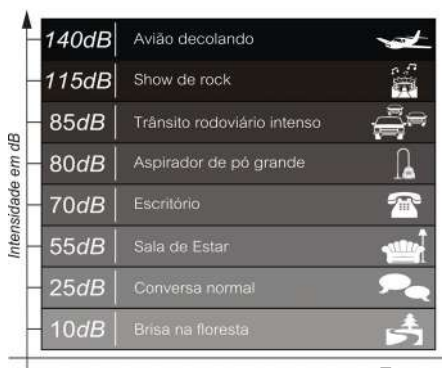 140dB Avião decolando
115dB Show de rock
85dB Trânsito rodoviário intenso
80dB Aspirador de pó grande
70dB Escritório
55dB Sala de Estar
25dB Conversa normal
10dB Brisa na floresta
Intensidade em dB